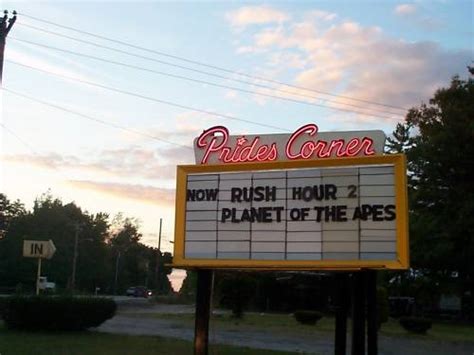 Prides Corner
NOW RUSH HOUR 2
PLANET OF THE APES
IN